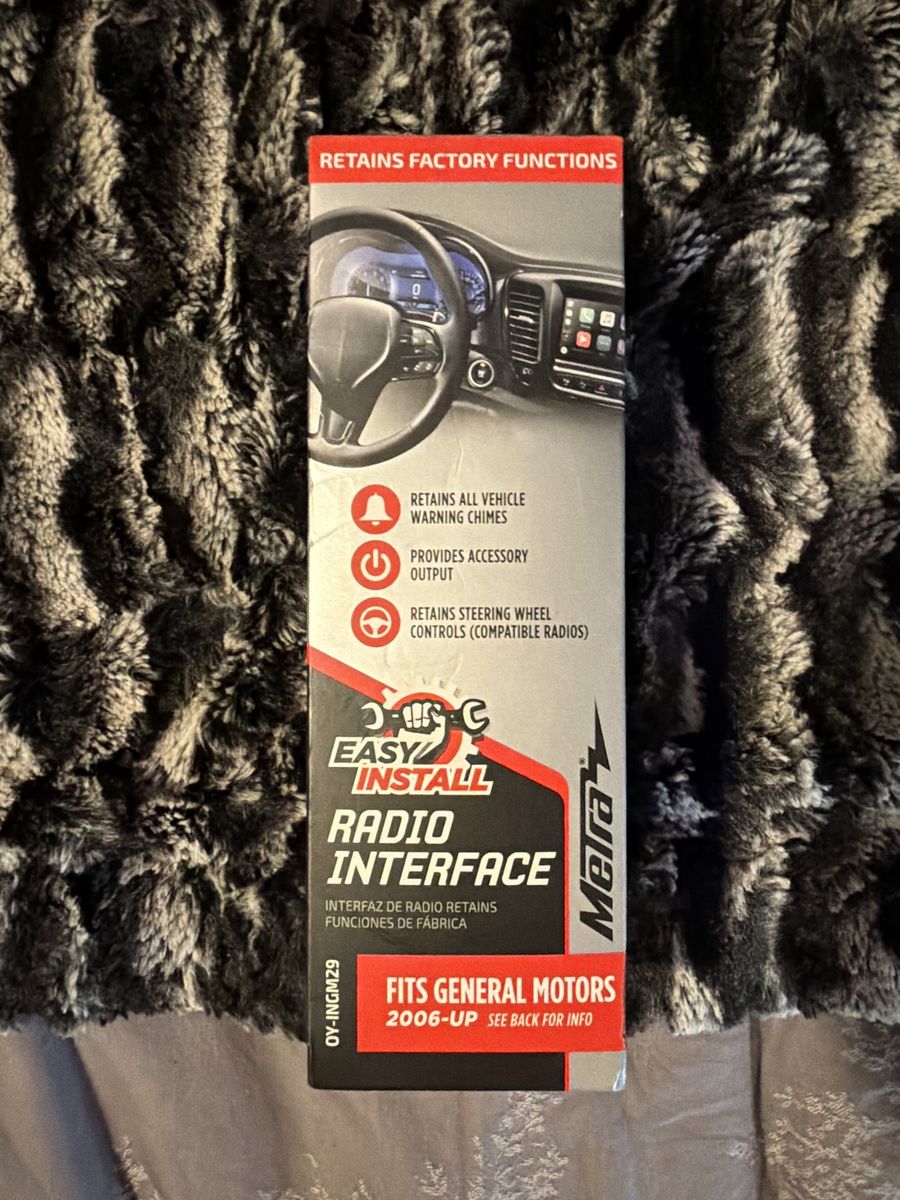 RETAINS FACTORY FUNCTIONS
0
RETAINS ALL VEHICLE
WARNING CHIMES
PROVIDES ACCESSORY
OUTPUT
RETAINS STEERING WHEEL
CONTROLS (COMPATIBLE RADIOS)
EASY
INSTALL
RADIO
INTERFACE
INTERFAZ DE RADIO RETAINS
FUNCIONES DE FÁBRICA
Metra®
0Y-INGM29
FITS GENERAL MOTORS
2006-UP SEE BACK FOR INFO